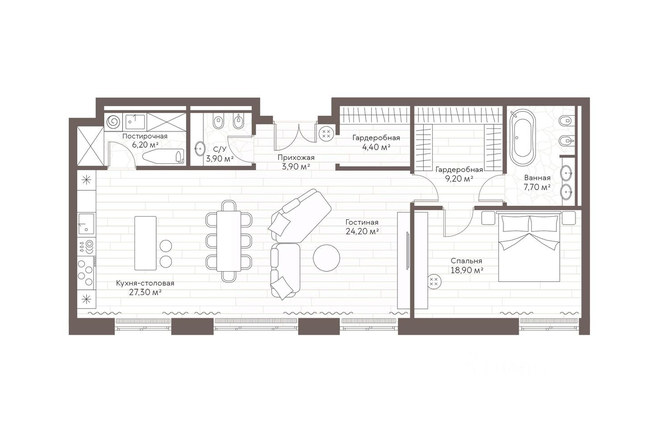 Постирочная
6.20 м²
С/У
3.90 м²
Прихожая
3.90 м²
Гардеробная
4.40 м²
Гардеробная
9.20 м²
Ванная
7.70 м²
Гостиная
24.20 м²
Спальня
18.90 м²
Кухня-столовая
27.30 м²